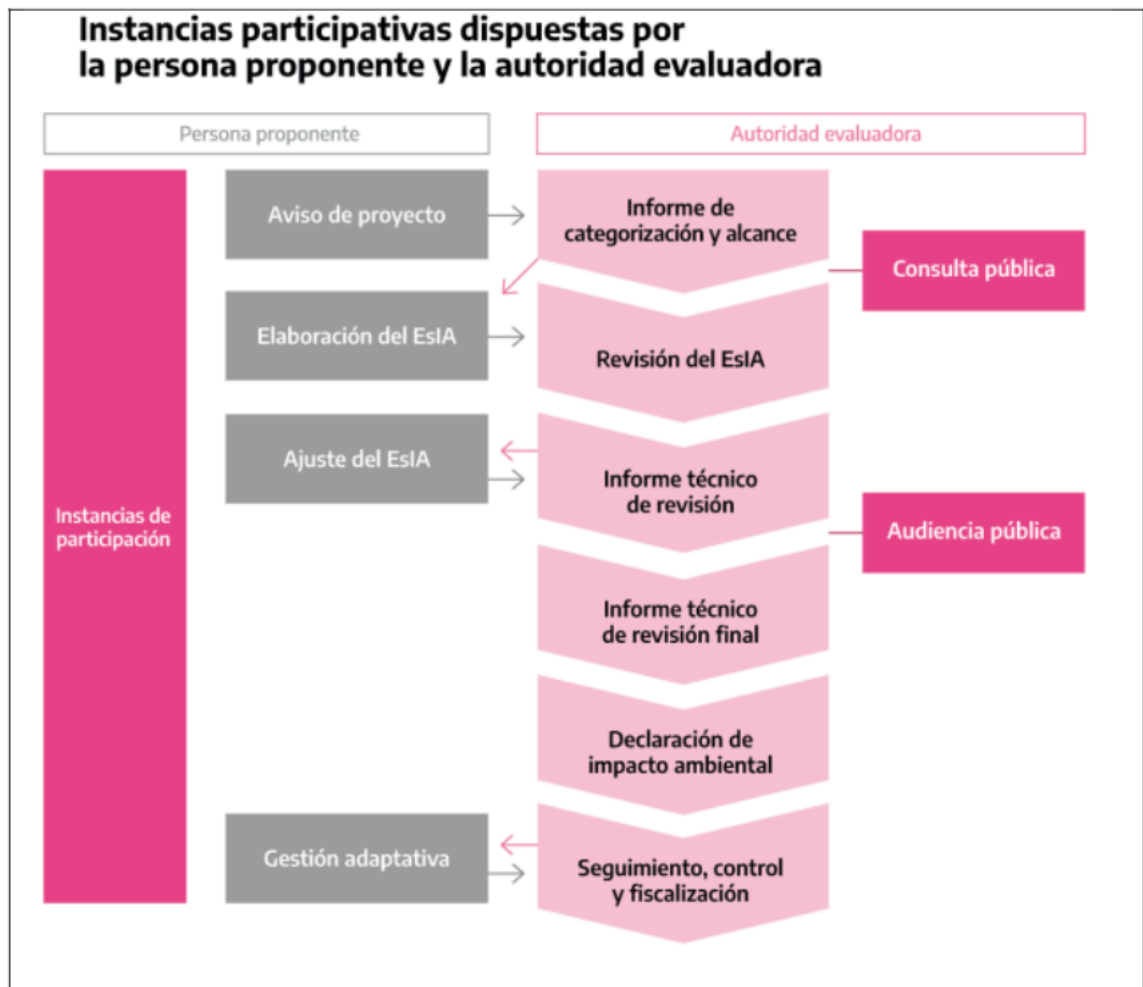 Instancias participativas dispuestas por
la persona proponente y la autoridad evaluadora
Persona proponente
Autoridad evaluadora
Instancias de
participación
Aviso de proyecto
Informe de
categorización y alcance
Consulta pública
Elaboración del EsIA
Revisión del EsIA
Ajuste del EsIA
Informe técnico
de revisión
Audiencia pública
Informe técnico
de revisión final
Declaración de
impacto ambiental
Gestión adaptativa
Seguimiento, control
y fiscalización